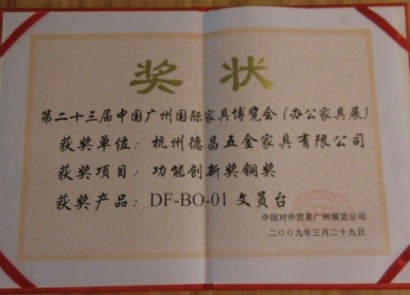 奖状
第二十三届中国广州国际家具博览会（办公家具展）
获奖单位：杭州德昌五金家具有限公司
获奖项目：功能创新奖铜奖
获奖产品：DF-BO-01 文员台
中国对外贸易广州展览公司
二〇〇九年三月二十九日